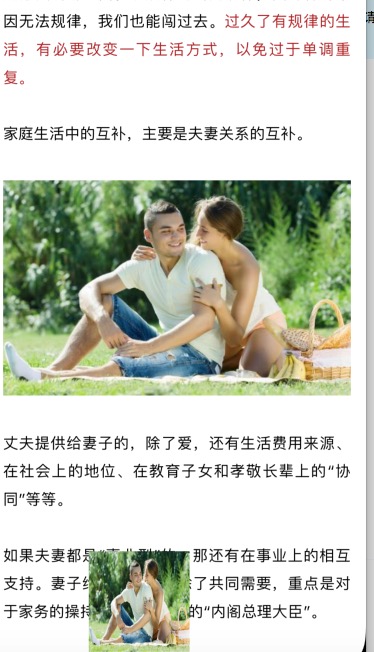 因无法规律，我们也能闯过去。过久了有规律的生
活，有必要改变一下生活方式，以免过于单调重
复。
家庭生活中的互补，主要是夫妻关系的互补。
丈夫提供给妻子的，除了爱，还有生活费用来源、
在社会上的地位、在教育子女和孝敬长辈上的“协
同”等等。
如果夫妻都是 那还有在事业上的相互
支持。妻子 了共同需要，重点是对
于家务的操 的“内阁总理大臣”。